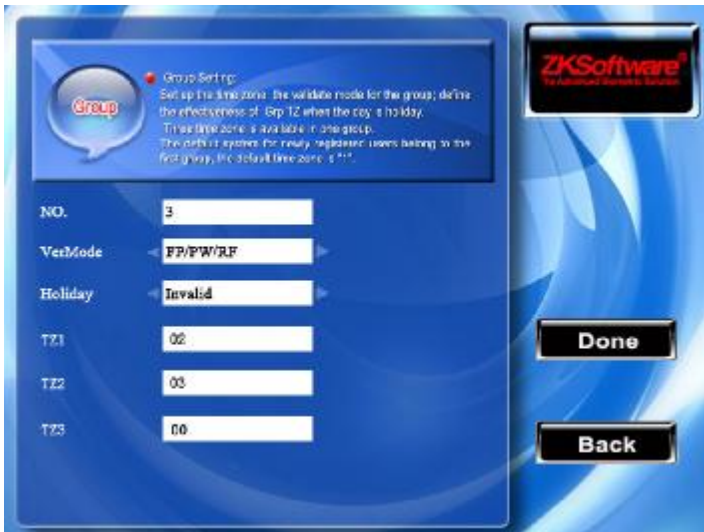 ZKSoftware
Group
Group Setting:
Set up the time zone, the validate mode for the group; define
the effectiveness of Grp TZ when the day is holiday.
Three time zone is available in one group.
The default system for newly registered users belong to the
first group, the default time zone is "1".
NO. 3
VerMode FP/PW/RF
Holiday Invalid
TZ1 02
TZ2 03
TZ3 00
Done
Back